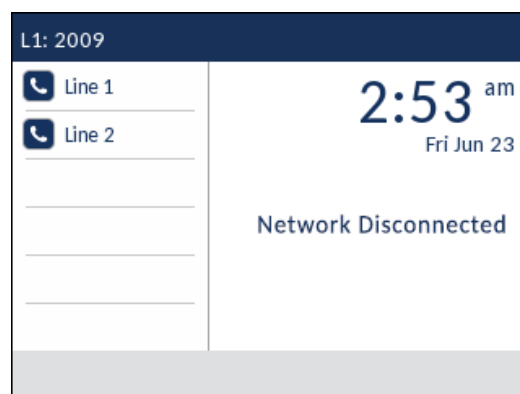 L1: 2009
Line 1
Line 2
2:53 am
Fri Jun 23
Network Disconnected